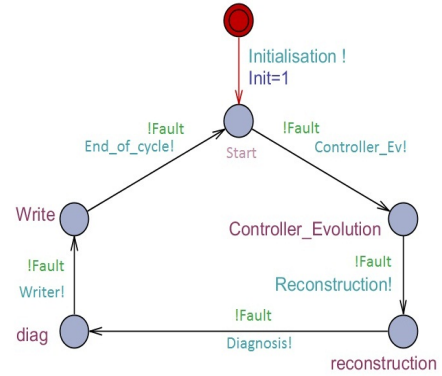 Initialisation !
Init=1
!Fault
End_of_cycle!
!Fault
Controller_Ev!
Start
Write
Controller_Evolution
!Fault
Writer!
!Fault
Reconstruction!
!Fault
Diagnosis!
diag
reconstruction